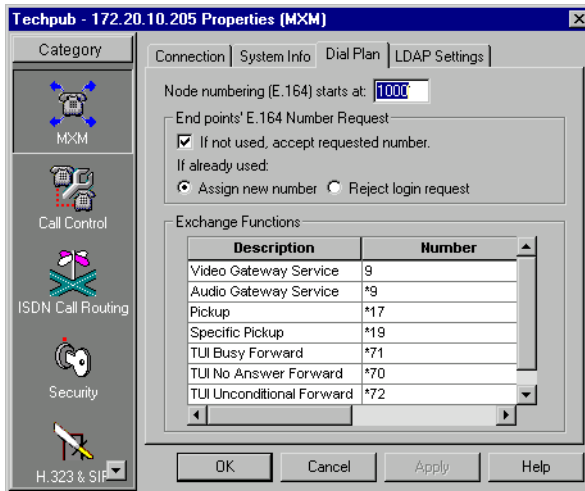 Techpub - 172.20.10.205 Properties (MXM)
Category
MXM
Call Control
ISDN Call Routing
Security
H.323 & SIP
Connection System Info Dial Plan LDAP Settings
Node numbering (E.164) starts at: 1000
End points' E.164 Number Request
If not used, accept requested number.
If already used:
Assign new number Reject login request
Exchange Functions
Description Number
Video Gateway Service 9
Audio Gateway Service *9
Pickup *17
Specific Pickup *19
TUI Busy Forward *71
TUI No Answer Forward *70
TUI Unconditional Forward *72
OK Cancel Apply Help